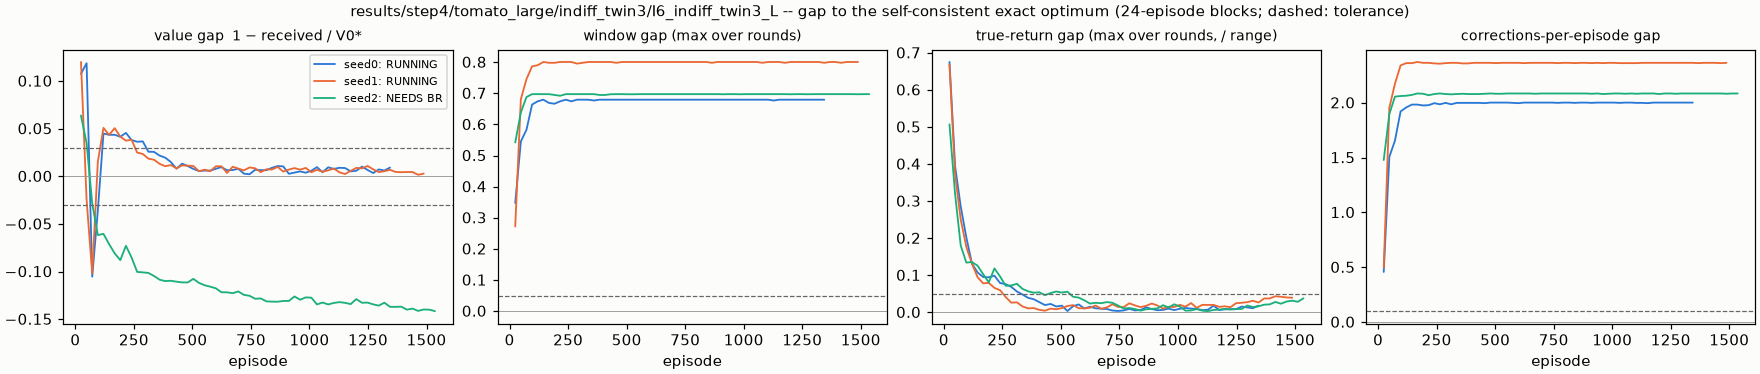 results/step4/tomato_large/indiff_twin3/l6_indiff_twin3_L -- gap to the self-consistent exact optimum (24-episode blocks; dashed: tolerance)
value gap  1 − received / V0*
0.10
0.05
0.00
−0.05
−0.10
−0.15
seed0: RUNNING
seed1: RUNNING
seed2: NEEDS BR
0 250 500 750 1000 1250 1500
episode
window gap (max over rounds)
0.8
0.7
0.6
0.5
0.4
0.3
0.2
0.1
0.0
0 250 500 750 1000 1250 1500
episode
true-return gap (max over rounds, / range)
0.7
0.6
0.5
0.4
0.3
0.2
0.1
0.0
0 250 500 750 1000 1250 1500
episode
corrections-per-episode gap
2.0
1.5
1.0
0.5
0.0
0 250 500 750 1000 1250 1500
episode